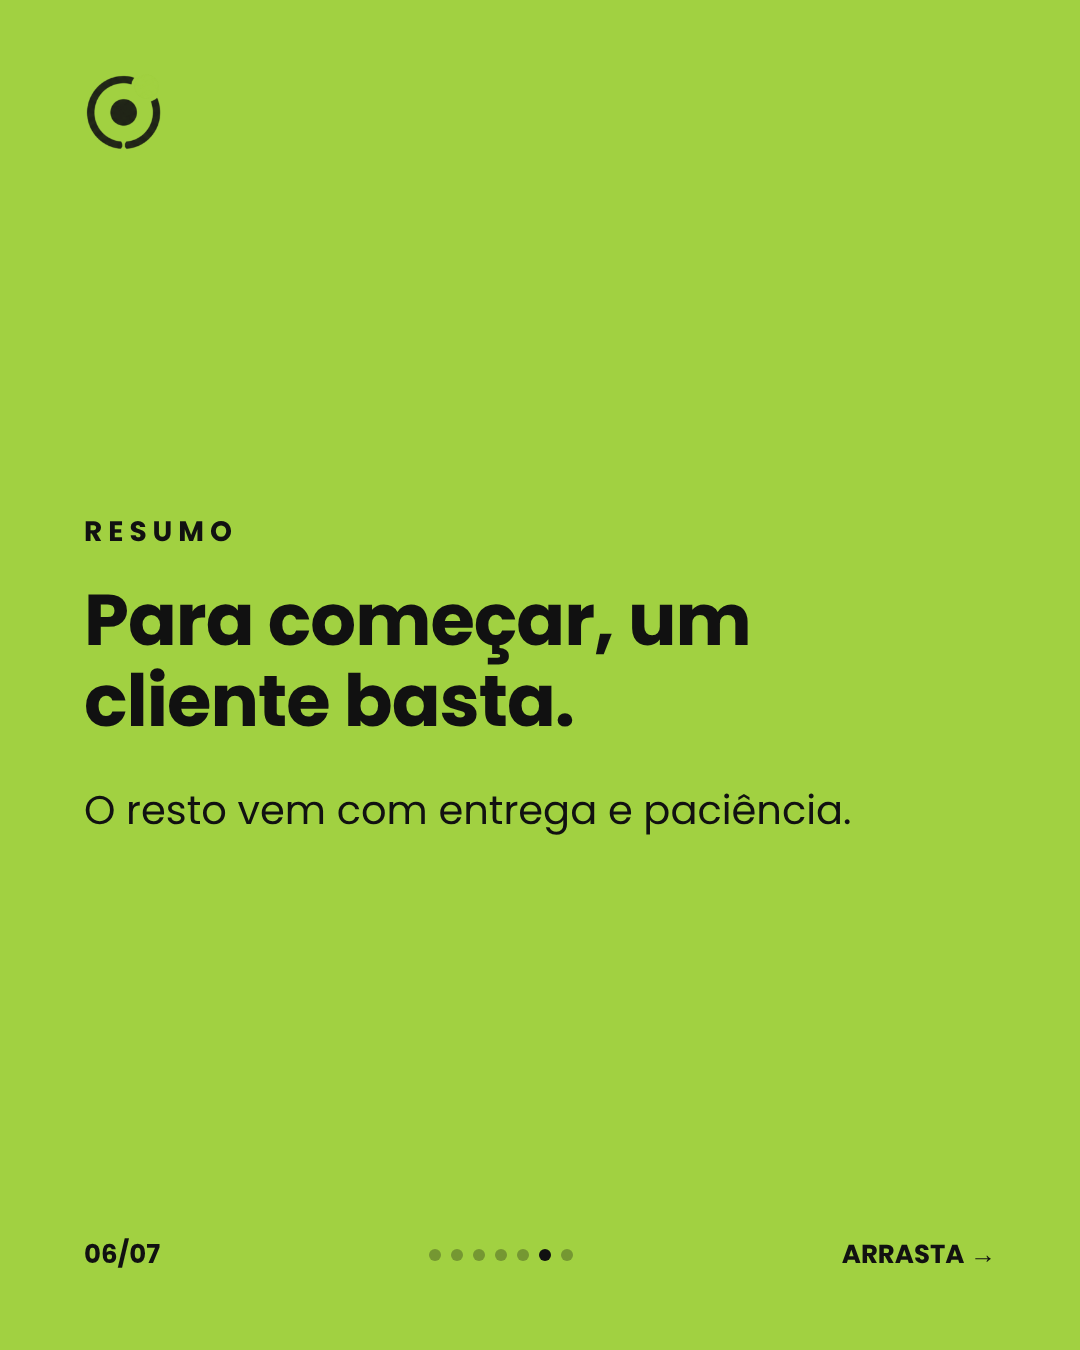 RESUMO
Para começar, um
cliente basta.
O resto vem com entrega e paciência.
06/07
ARRASTA →